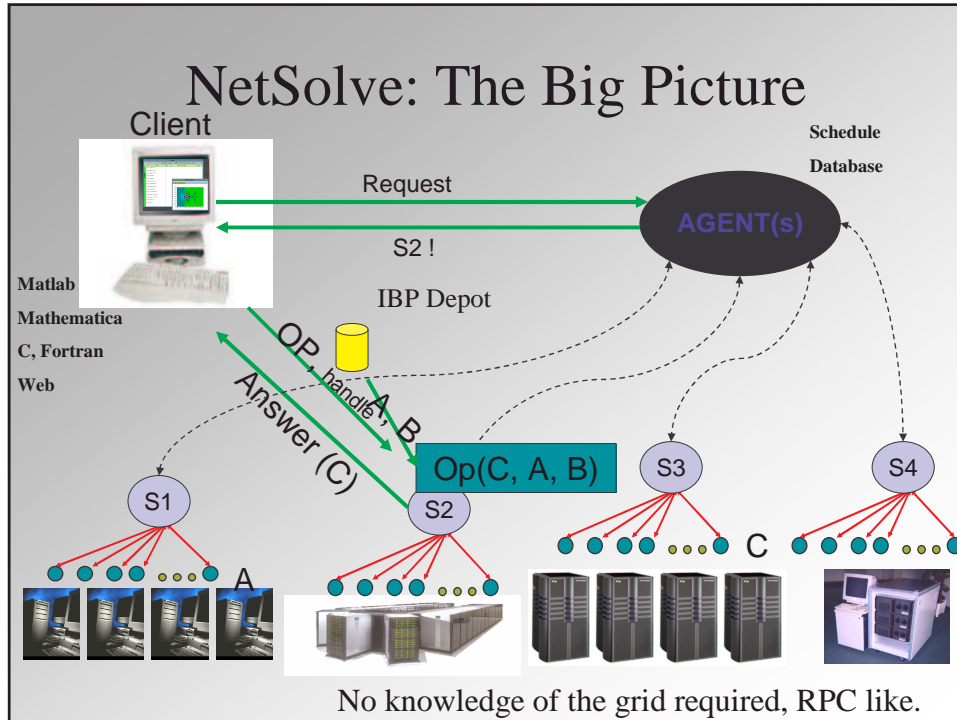 NetSolve: The Big Picture
Client
Schedule
Database
Request
AGENT(s)
S2 !
IBP Depot
Matlab
Mathematica
C, Fortran
Web
OP, handle
A, B
Answer (C)
Op(C, A, B)
S1
S2
S3
S4
A
C
No knowledge of the grid required, RPC like.